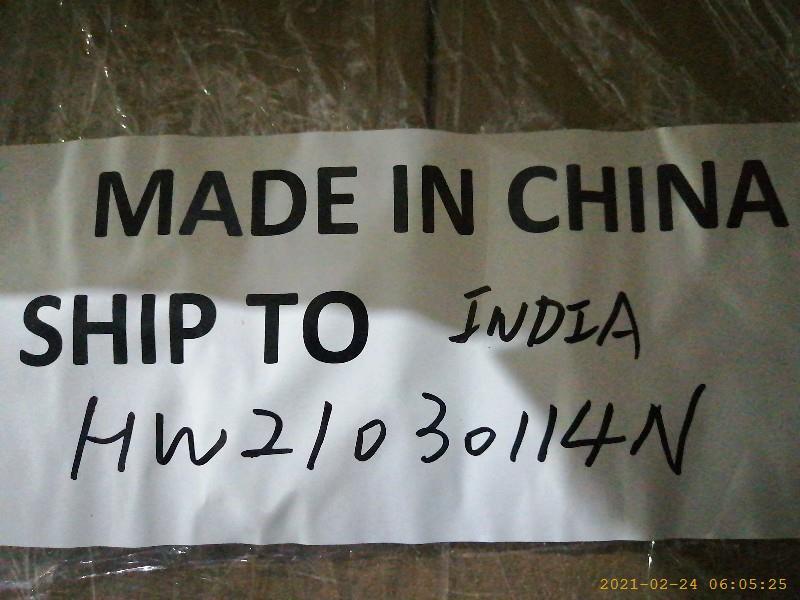 MADE IN CHINA
SHIP TO INDIA
HW21030114N
2021-02-24 06:05:25